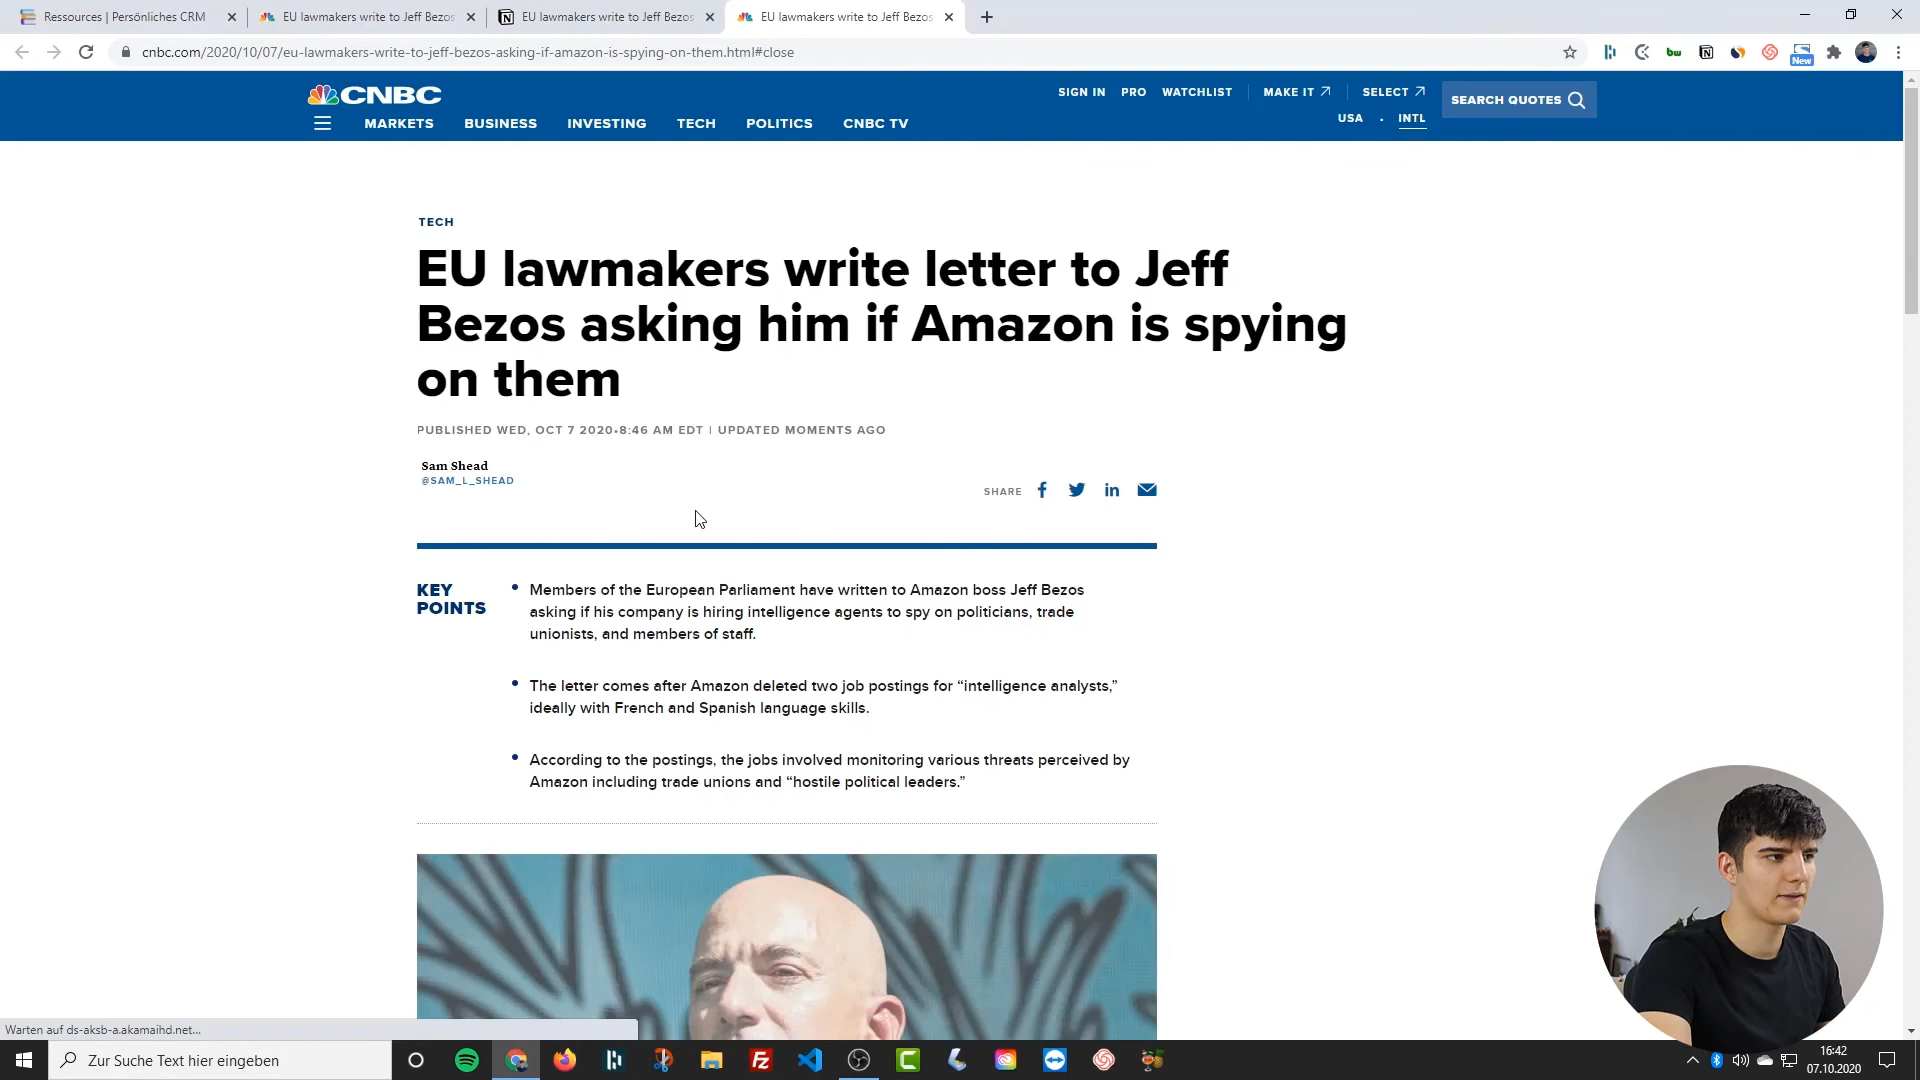 Ressources | Persönliches CRM
EU lawmakers write to Jeff Bezos
EU lawmakers write to Jeff Bezos
EU lawmakers write to Jeff Bezos
cnbc.com/2020/10/07/eu-lawmakers-write-to-jeff-bezos-asking-if-amazon-is-spying-on-them.html#close
bw
New
CNBC
SIGN IN PRO WATCHLIST MAKE IT SELECT
SEARCH QUOTES
USA · INTL
MARKETS BUSINESS INVESTING TECH POLITICS CNBC TV
TECH
EU lawmakers write letter to Jeff
Bezos asking him if Amazon is spying
on them
PUBLISHED WED, OCT 7 2020•8:46 AM EDT | UPDATED MOMENTS AGO
Sam Shead
@SAM_L_SHEAD
SHARE
KEY
POINTS
• Members of the European Parliament have written to Amazon boss Jeff Bezos
asking if his company is hiring intelligence agents to spy on politicians, trade
unionists, and members of staff.
• The letter comes after Amazon deleted two job postings for “intelligence analysts,”
ideally with French and Spanish language skills.
• According to the postings, the jobs involved monitoring various threats perceived by
Amazon including trade unions and “hostile political leaders.”
Warten auf ds-aksb-a.akamaihd.net...
Zur Suche Text hier eingeben
16:42
07.10.2020